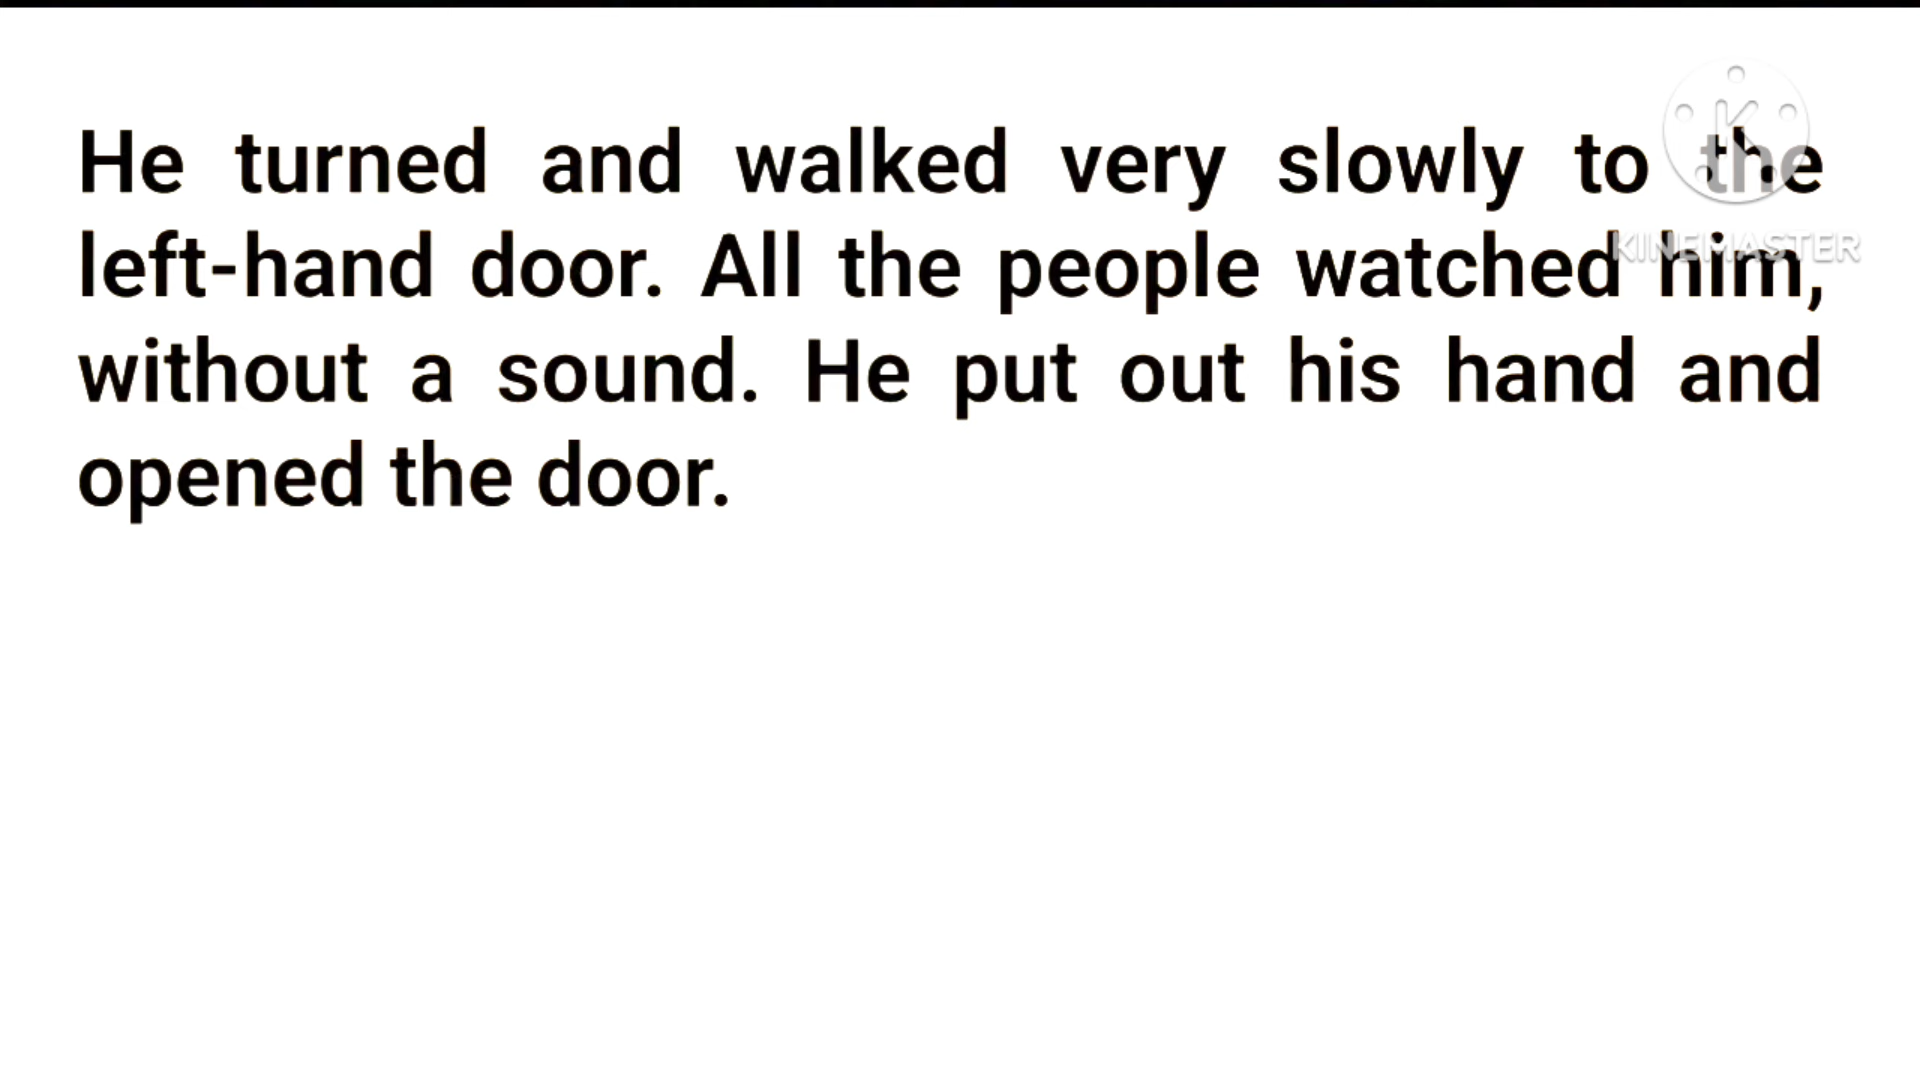 He turned and walked very slowly to the
left-hand door. All the people watched him,
without a sound. He put out his hand and
opened the door.
K
KINEMASTER